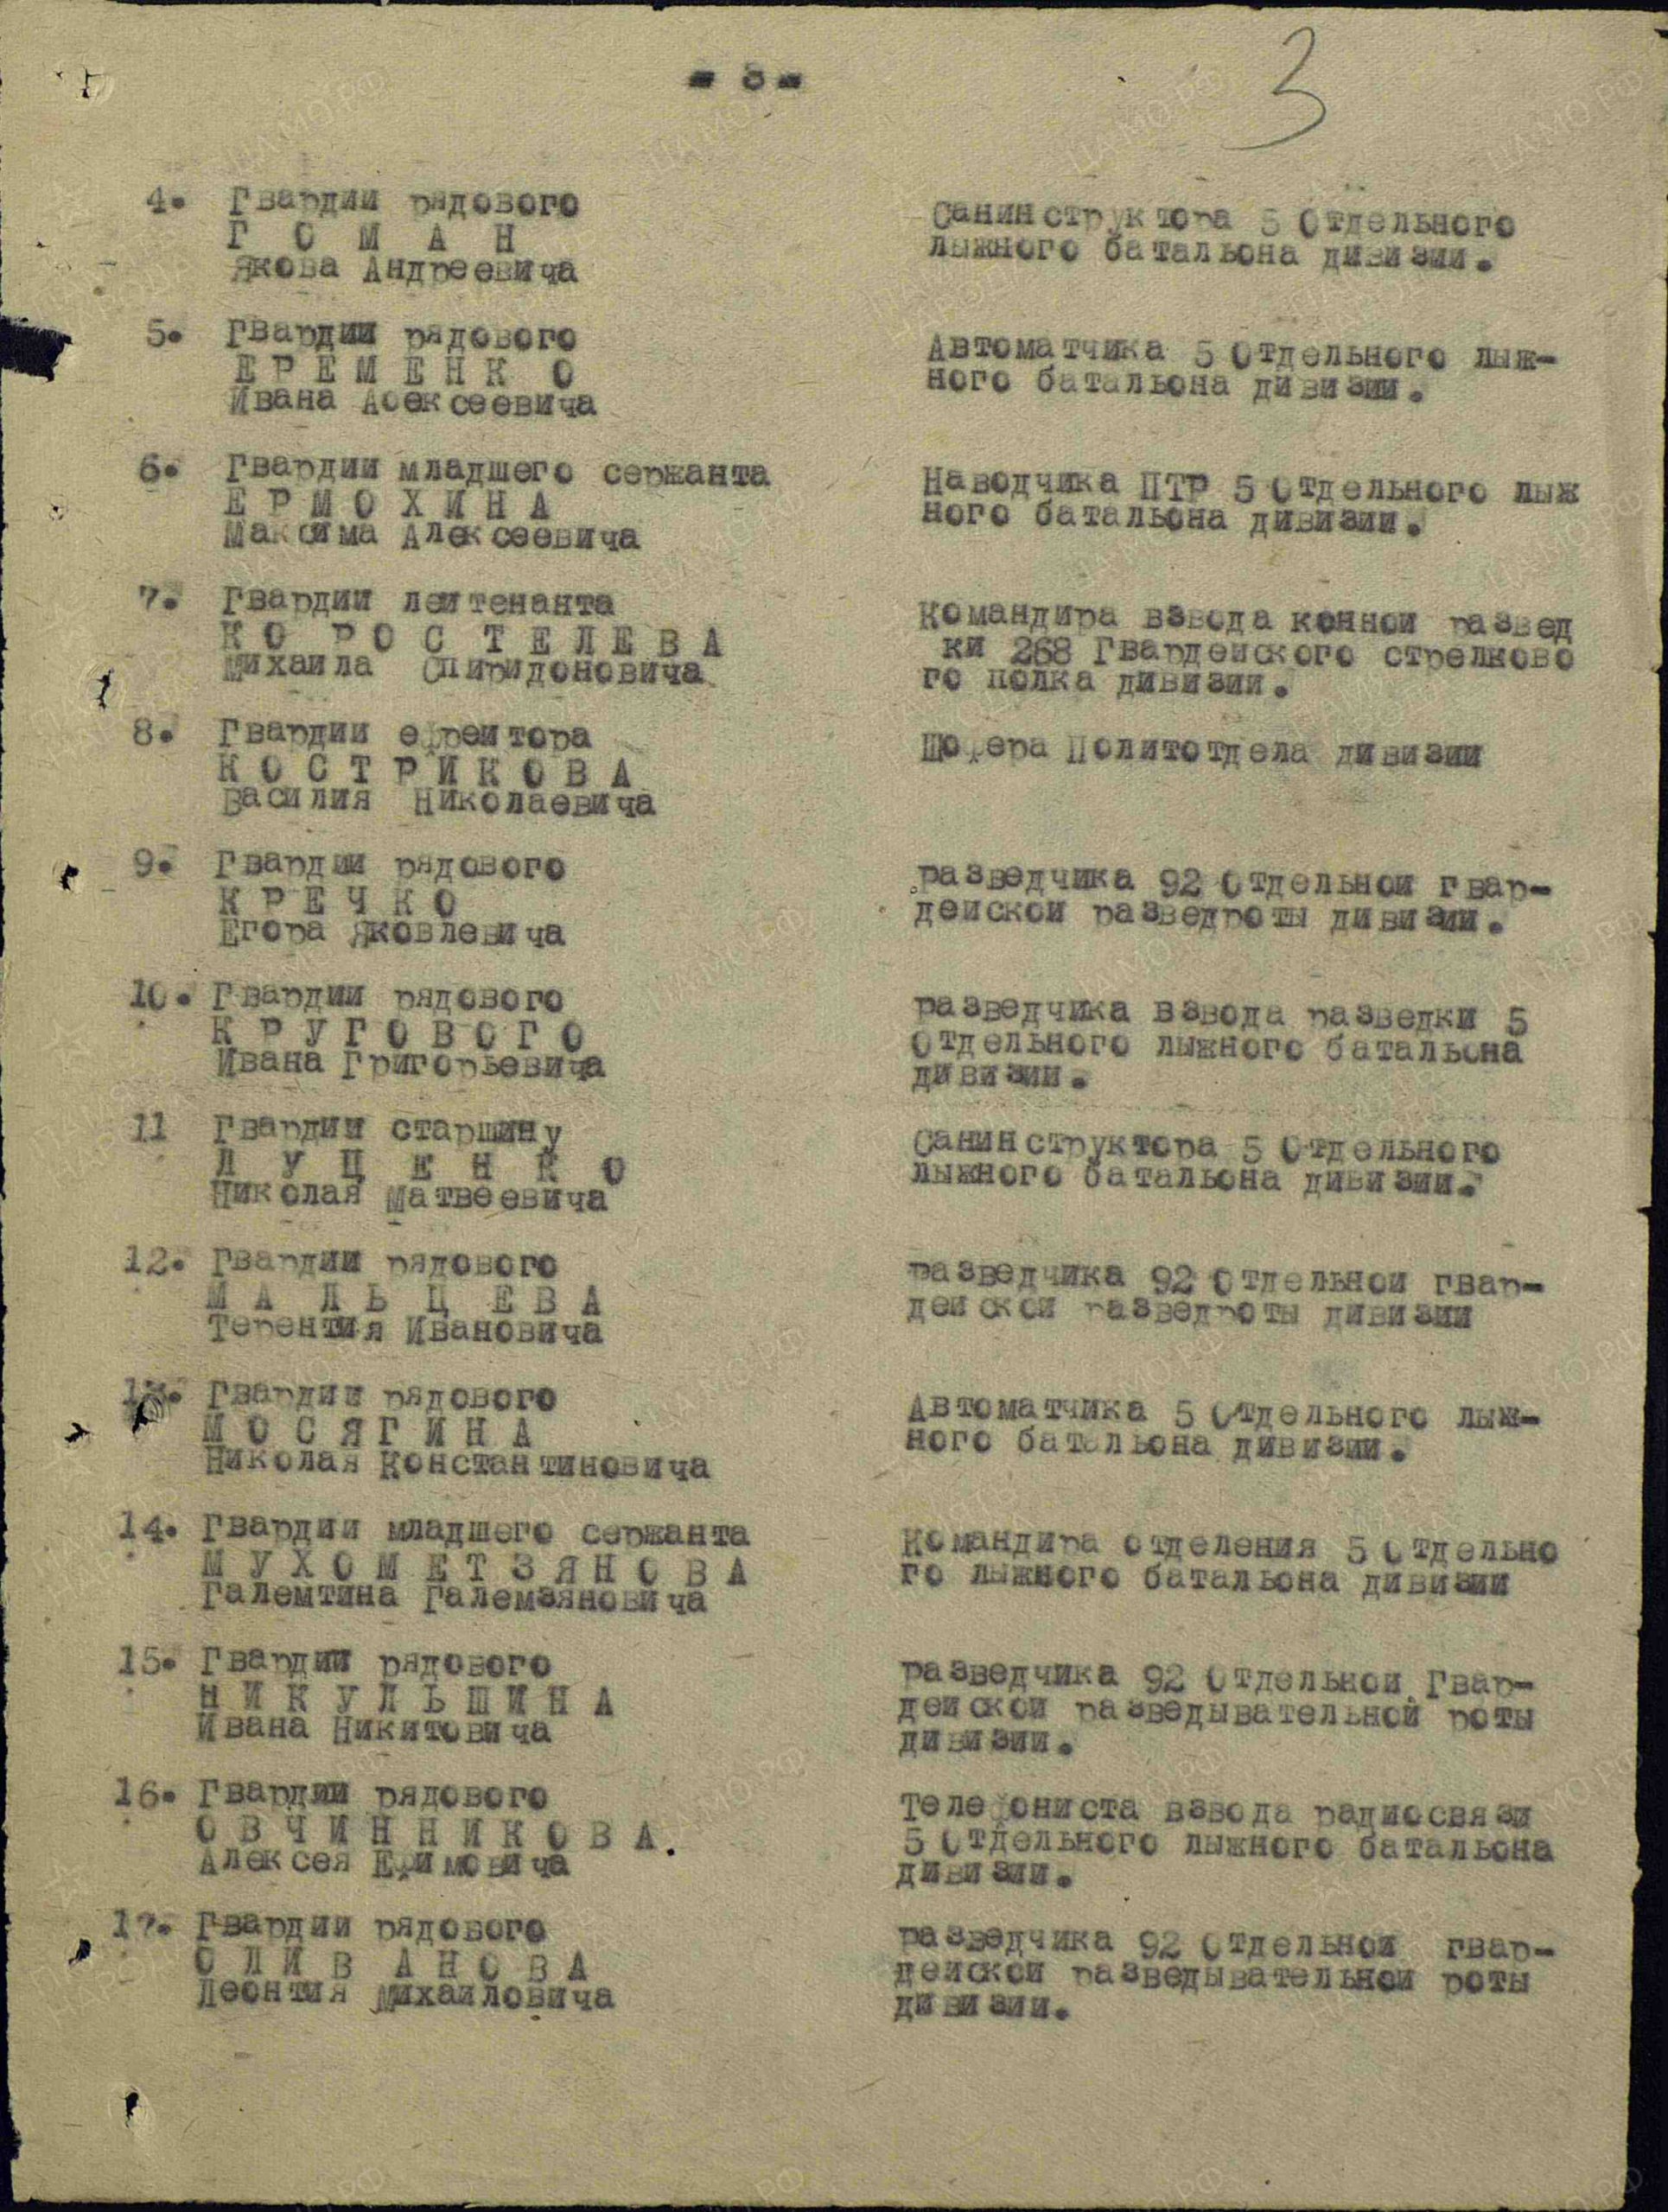 - 3 -
3
4. Гвардии рядового
Г О М А Н
Якова Андреевича
Санинструктора 5 Отдельного
лыжного батальона дивизии.
5. Гвардии рядового
Е Р Е М Е Н К О
Ивана Алексеевича
Автоматчика 5 Отдельного лыж-
ного батальона дивизии.
6. Гвардии младшего сержанта
Е Р М О Х И Н А
Максима Алексеевича
Наводчика ПТР 5 Отдельного лыж
ного батальона дивизии.
7. Гвардии лейтенанта
К О Р О С Т Е Л Е В А
Михаила Спиридоновича
Командира взвода конной развед
ки 268 Гвардейского стрелково
го полка дивизии.
8. Гвардии ефрейтора
К О С Т Р И К О В А
Василия Николаевича
Шофера Политотдела дивизии
9. Гвардии рядового
К Р Е Ч К О
Егора Яковлевича
разведчика 92 Отдельной гвар-
дейской разведроты дивизии.
10. Гвардии рядового
К Р У Г О В О Г О
Ивана Григорьевича
разведчика взвода разведки 5
Отдельного лыжного батальона
дивизии.
11 Гвардии старшину
Л У Ц Е Н К О
Николая Матвеевича
Санинструктора 5 Отдельного
лыжного батальона дивизии.
12. Гвардии рядового
М А Л Ь Ц Е В А
Терентия Ивановича
разведчика 92 Отдельной гвар-
дейской разведроты дивизии
13. Гвардии рядового
М О С Я Г И Н А
Николая Константиновича
Автоматчика 5 Отдельного лыж-
ного батальона дивизии.
14. Гвардии младшего сержанта
М У Х О М Е Т З Я Н О В А
Галемтина Галемзяновича
Командира отделения 5 Отдельно
го лыжного батальона дивизии
15. Гвардии рядового
Н И К У Л Ь Ш И Н А
Ивана Никитовича
разведчика 92 Отдельной Гвар-
дейской разведывательной роты
дивизии.
16. Гвардии рядового
О В Ч И Н Н И К О В А.
Алексея Ефимовича
Телефониста взвода радиосвязи
5 Отдельного лыжного батальона
дивизии.
17. Гвардии рядового
О Л И В А Н О В А
Леонтия Михайловича
разведчика 92 Отдельной гвар-
дейской разведывательной роты
дивизии.